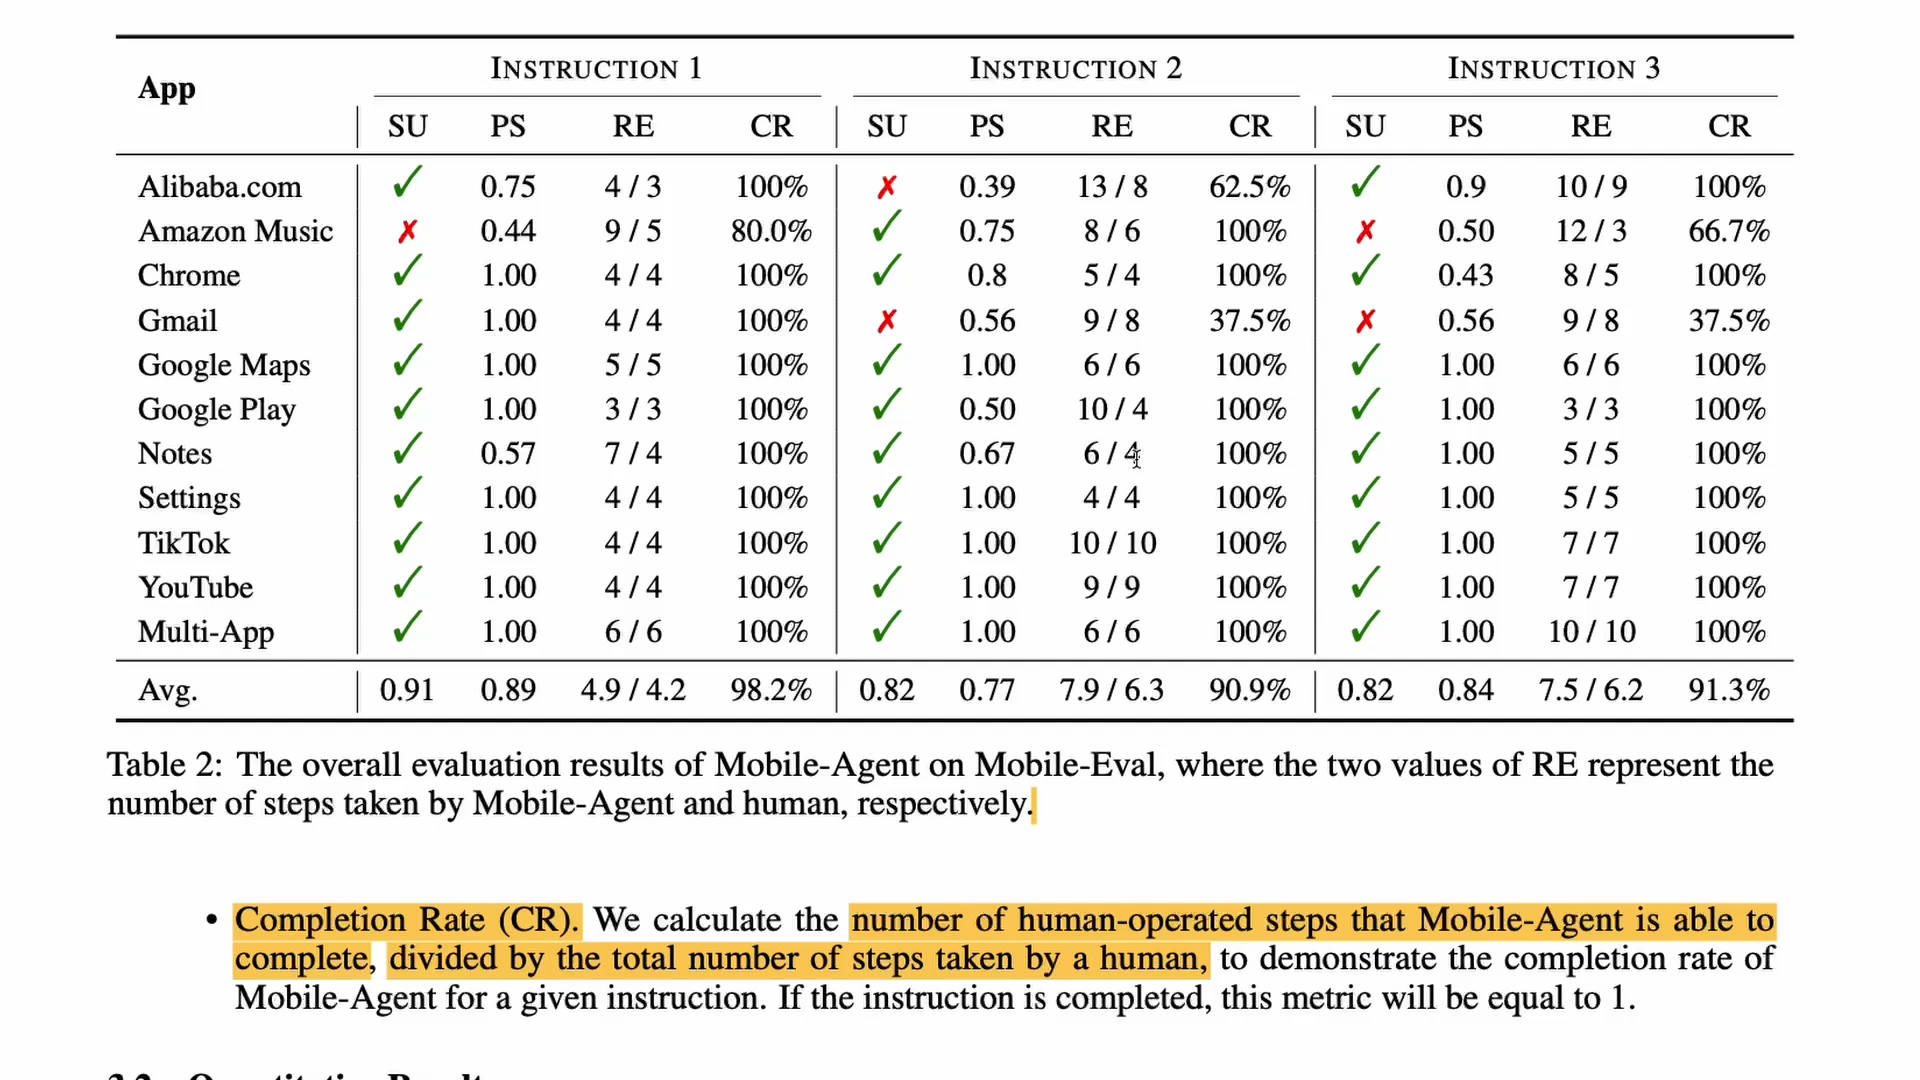 App INSTRUCTION 1 INSTRUCTION 2 INSTRUCTION 3
SU PS RE CR SU PS RE CR SU PS RE CR
Alibaba.com ✓ 0.75 4 / 3 100% ✗ 0.39 13 / 8 62.5% ✓ 0.9 10 / 9 100%
Amazon Music ✗ 0.44 9 / 5 80.0% ✓ 0.75 8 / 6 100% ✗ 0.50 12 / 3 66.7%
Chrome ✓ 1.00 4 / 4 100% ✓ 0.8 5 / 4 100% ✓ 0.43 8 / 5 100%
Gmail ✓ 1.00 4 / 4 100% ✗ 0.56 9 / 8 37.5% ✗ 0.56 9 / 8 37.5%
Google Maps ✓ 1.00 5 / 5 100% ✓ 1.00 6 / 6 100% ✓ 1.00 6 / 6 100%
Google Play ✓ 1.00 3 / 3 100% ✓ 0.50 10 / 4 100% ✓ 1.00 3 / 3 100%
Notes ✓ 0.57 7 / 4 100% ✓ 0.67 6 / 4 100% ✓ 1.00 5 / 5 100%
Settings ✓ 1.00 4 / 4 100% ✓ 1.00 4 / 4 100% ✓ 1.00 5 / 5 100%
TikTok ✓ 1.00 4 / 4 100% ✓ 1.00 10 / 10 100% ✓ 1.00 7 / 7 100%
YouTube ✓ 1.00 4 / 4 100% ✓ 1.00 9 / 9 100% ✓ 1.00 7 / 7 100%
Multi-App ✓ 1.00 6 / 6 100% ✓ 1.00 6 / 6 100% ✓ 1.00 10 / 10 100%
Avg. 0.91 0.89 4.9 / 4.2 98.2% 0.82 0.77 7.9 / 6.3 90.9% 0.82 0.84 7.5 / 6.2 91.3%
Table 2: The overall evaluation results of Mobile-Agent on Mobile-Eval, where the two values of RE represent the
number of steps taken by Mobile-Agent and human, respectively.
• Completion Rate (CR). We calculate the number of human-operated steps that Mobile-Agent is able to
complete, divided by the total number of steps taken by a human, to demonstrate the completion rate of
Mobile-Agent for a given instruction. If the instruction is completed, this metric will be equal to 1.
3.2 Quantitative Results